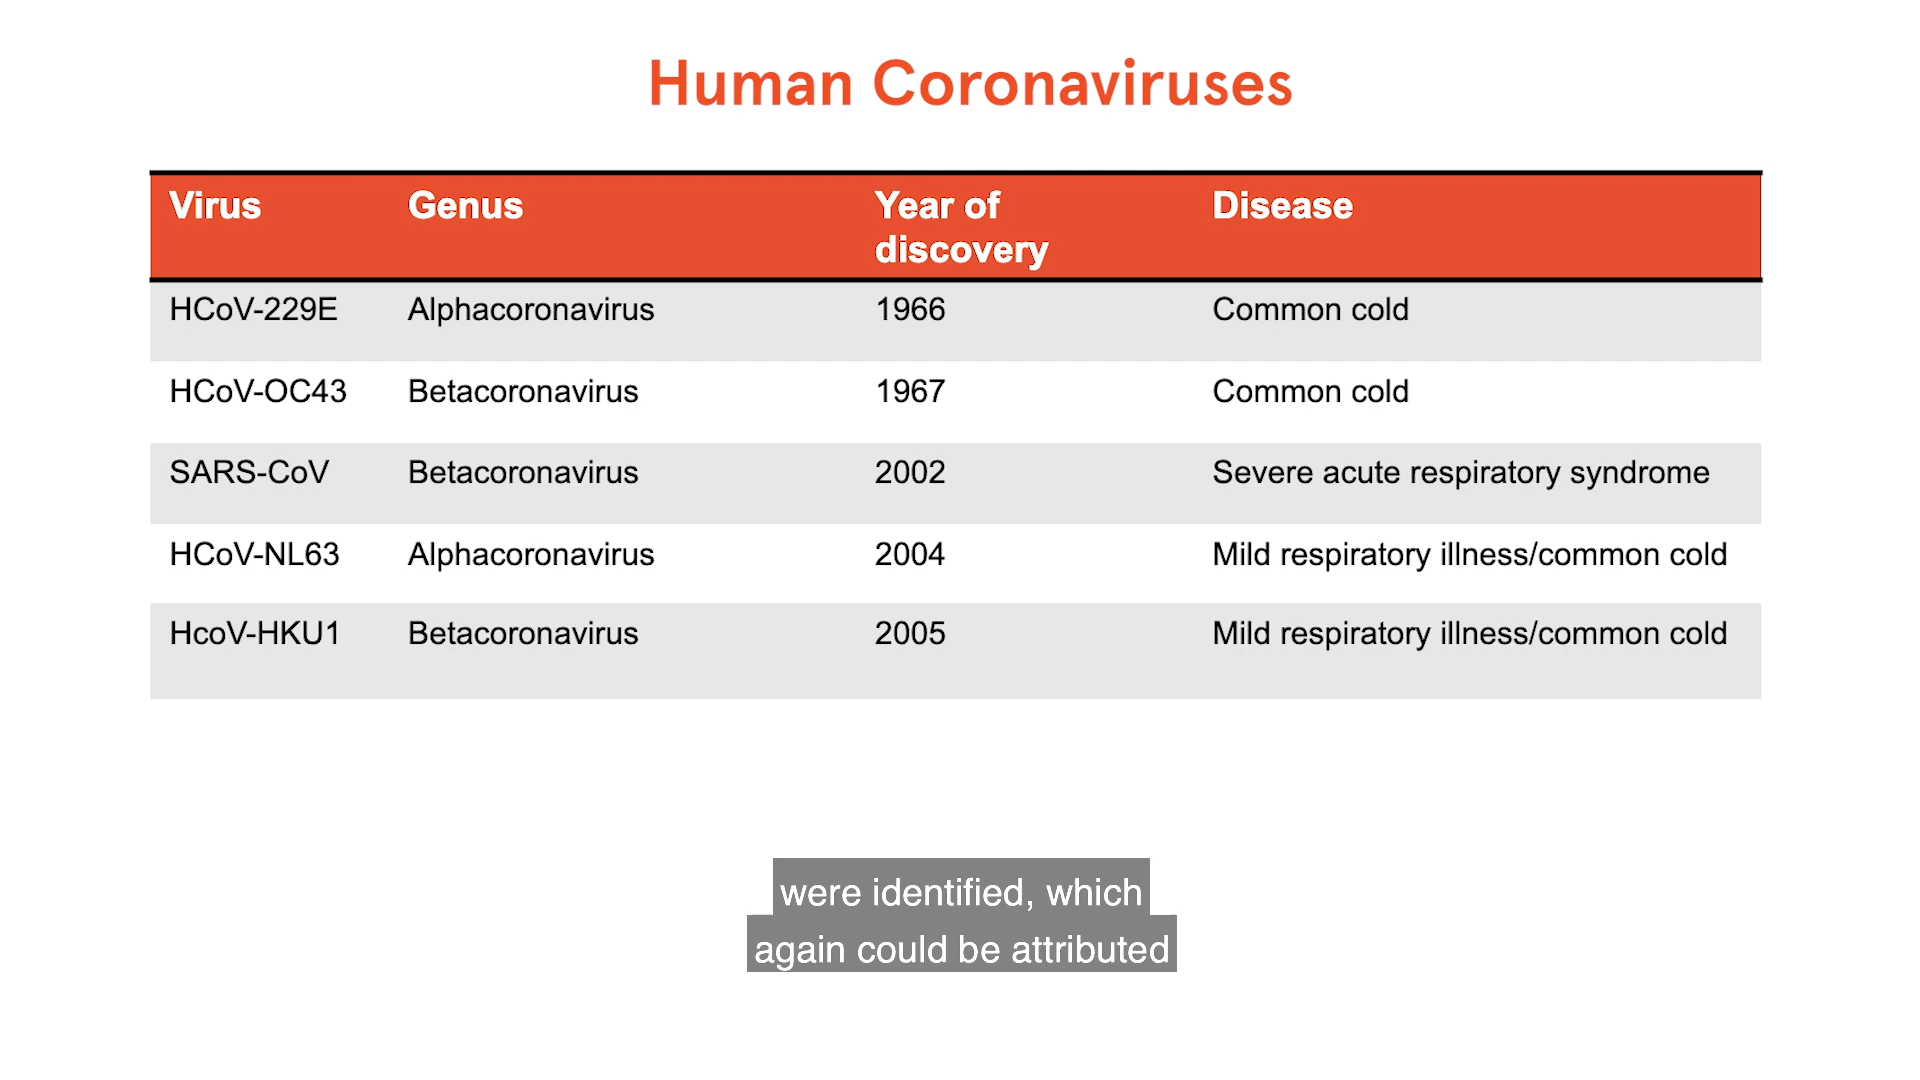 Human Coronaviruses
Virus Genus Year of discovery Disease
HCoV-229E Alphacoronavirus 1966 Common cold
HCoV-OC43 Betacoronavirus 1967 Common cold
SARS-CoV Betacoronavirus 2002 Severe acute respiratory syndrome
HCoV-NL63 Alphacoronavirus 2004 Mild respiratory illness/common cold
HcoV-HKU1 Betacoronavirus 2005 Mild respiratory illness/common cold
were identified, which
again could be attributed